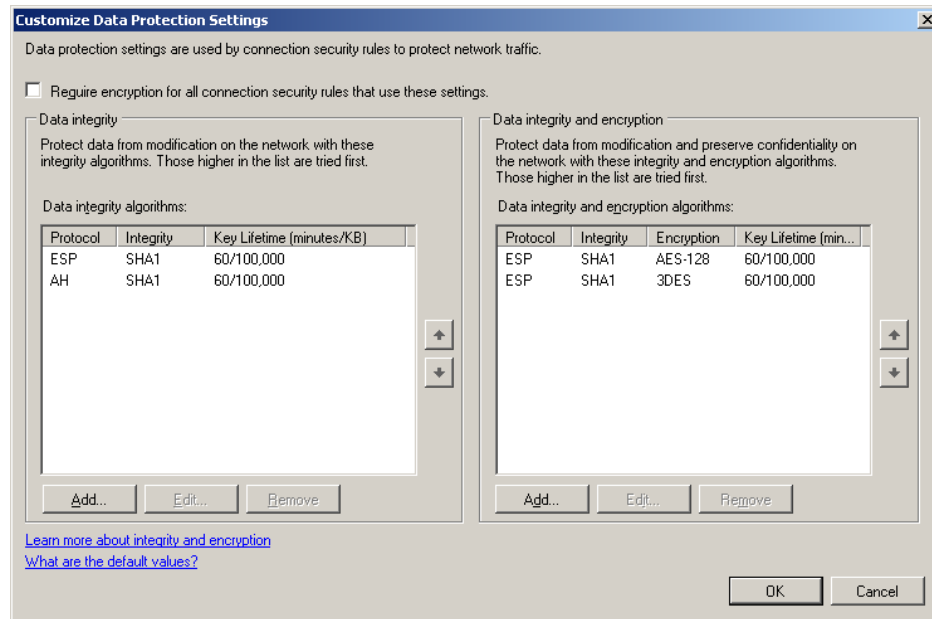 Customize Data Protection Settings
Data protection settings are used by connection security rules to protect network traffic.
Require encryption for all connection security rules that use these settings.
Data integrity
Protect data from modification on the network with these
integrity algorithms. Those higher in the list are tried first.
Data integrity algorithms:
Protocol Integrity Key Lifetime (minutes/KB)
ESP SHA1 60/100,000
AH SHA1 60/100,000
Add... Edit... Remove
Data integrity and encryption
Protect data from modification and preserve confidentiality on
the network with these integrity and encryption algorithms.
Those higher in the list are tried first.
Data integrity and encryption algorithms:
Protocol Integrity Encryption Key Lifetime (min...
ESP SHA1 AES-128 60/100,000
ESP SHA1 3DES 60/100,000
Add... Edit... Remove
Learn more about integrity and encryption
What are the default values?
OK Cancel